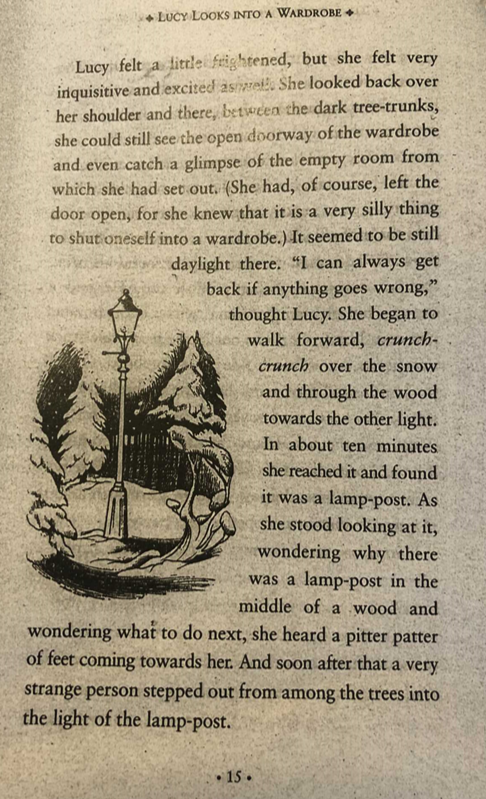 LUCY LOOKS INTO A WARDROBE
Lucy felt a little frightened, but she felt very
inquisitive and excited as well. She looked back over
her shoulder and there, between the dark tree-trunks,
she could still see the open doorway of the wardrobe
and even catch a glimpse of the empty room from
which she had set out. (She had, of course, left the
door open, for she knew that it is a very silly thing
to shut oneself into a wardrobe.) It seemed to be still
daylight there. “I can always get
back if anything goes wrong,”
thought Lucy. She began to
walk forward, crunch-
crunch over the snow
and through the wood
towards the other light.
In about ten minutes
she reached it and found
it was a lamp-post. As
she stood looking at it,
wondering why there
was a lamp-post in the
middle of a wood and
wondering what to do next, she heard a pitter patter
of feet coming towards her. And soon after that a very
strange person stepped out from among the trees into
the light of the lamp-post.
• 15 •